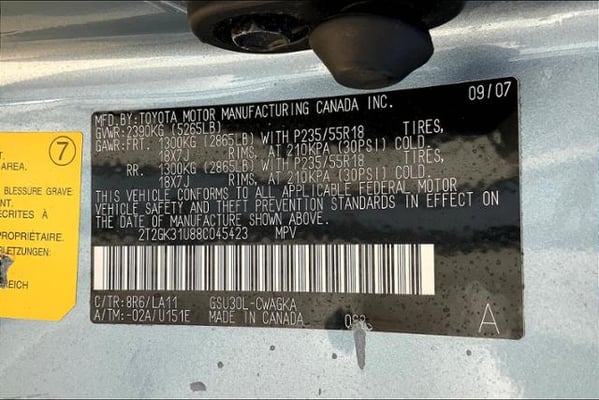 MFD.BY:TOYOTA MOTOR MANUFACTURING CANADA INC. 09/07
GVWR:2390KG (5265LB)
GAWR:FRT. 1300KG (2865LB) WITH P235/55R18 TIRES,
18X7J RIMS, AT 210KPA (30PSI) COLD.
RR. 1300KG (2865LB) WITH P235/55R18 TIRES,
18X7J RIMS, AT 210KPA (30PSI) COLD.
THIS VEHICLE CONFORMS TO ALL APPLICABLE FEDERAL MOTOR
VEHICLE SAFETY AND THEFT PREVENTION STANDARDS IN EFFECT ON
THE DATE OF MANUFACTURE SHOWN ABOVE.
2T2GK31U88C045423 MPV
C/TR:8R6/LA11 GSU30L-CWAGKA
A/TM:-02A/U151E MADE IN CANADA
A
7
AREA.
BLESSURE GRAVE
PROPRIÉTAIRE.